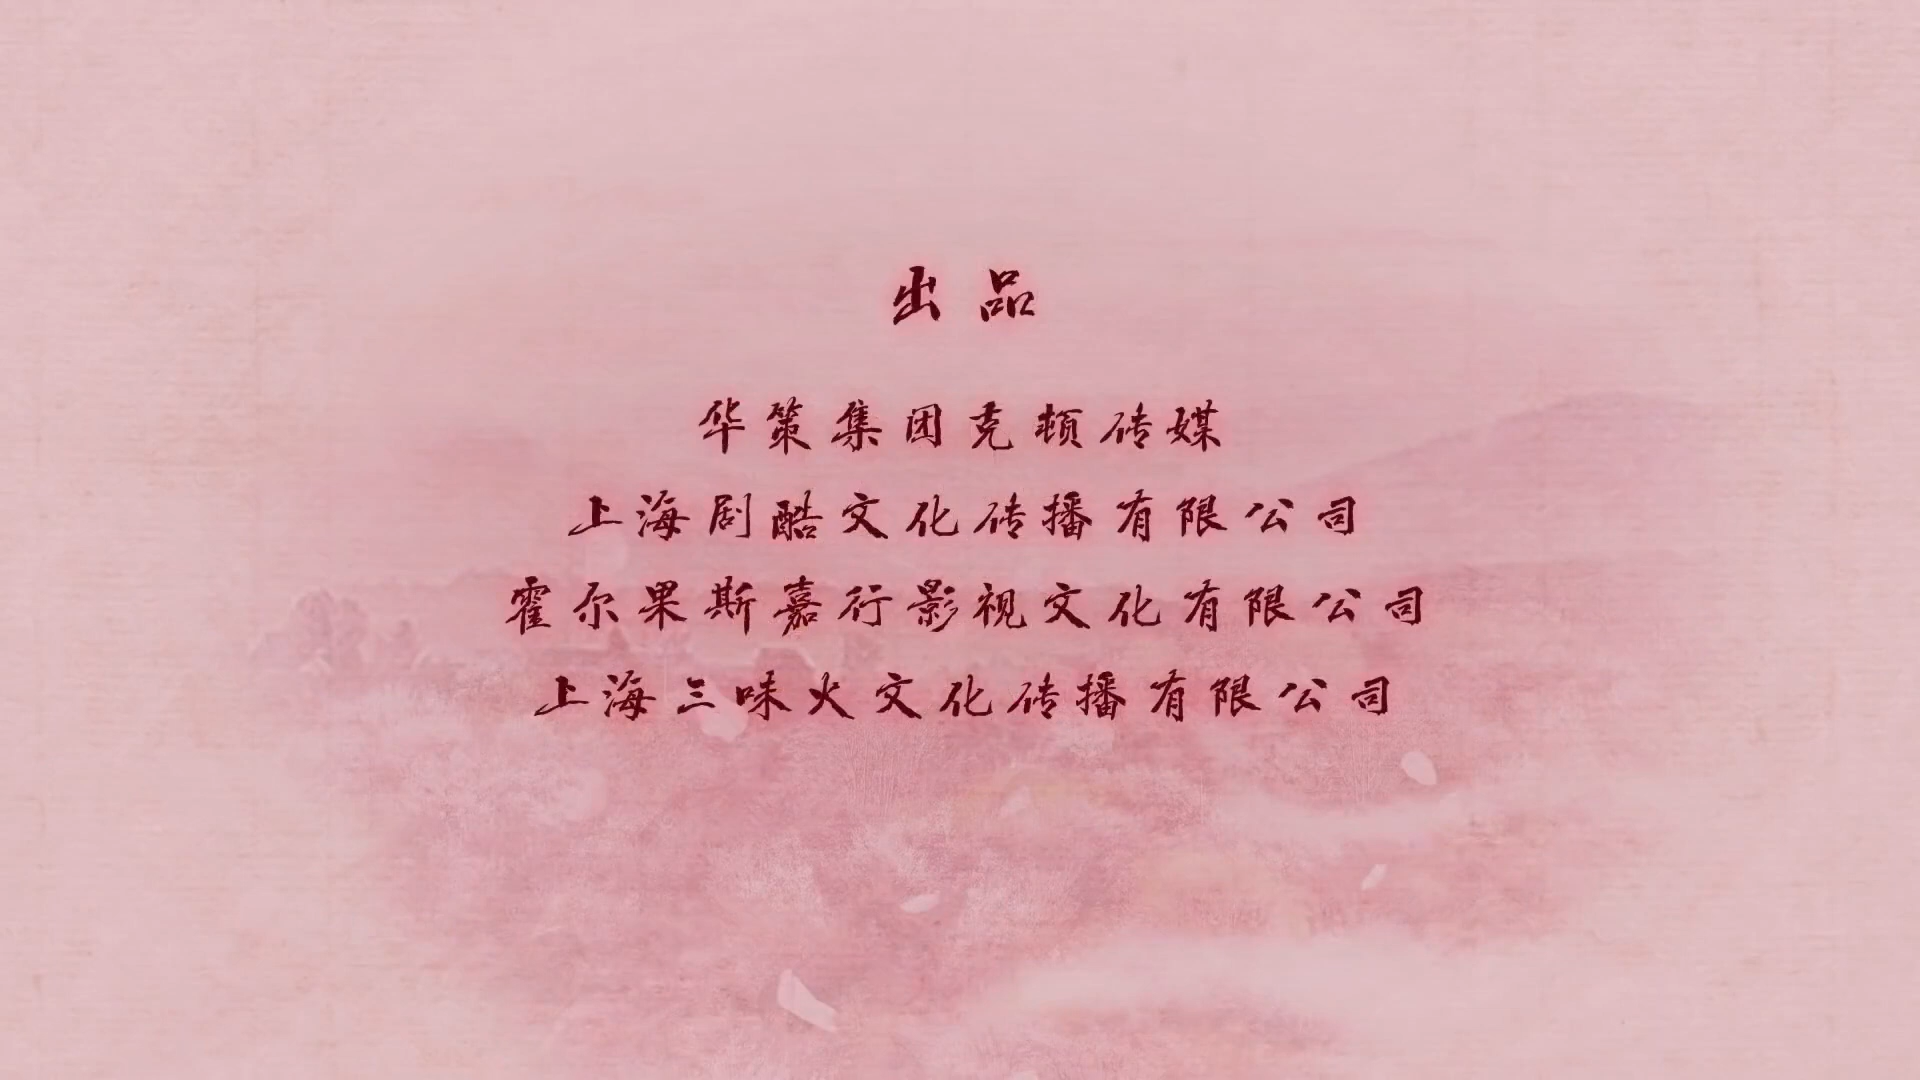 出品
华策集团克顿传媒
上海剧酷文化传播有限公司
霍尔果斯嘉行影视文化有限公司
上海三味火文化传播有限公司